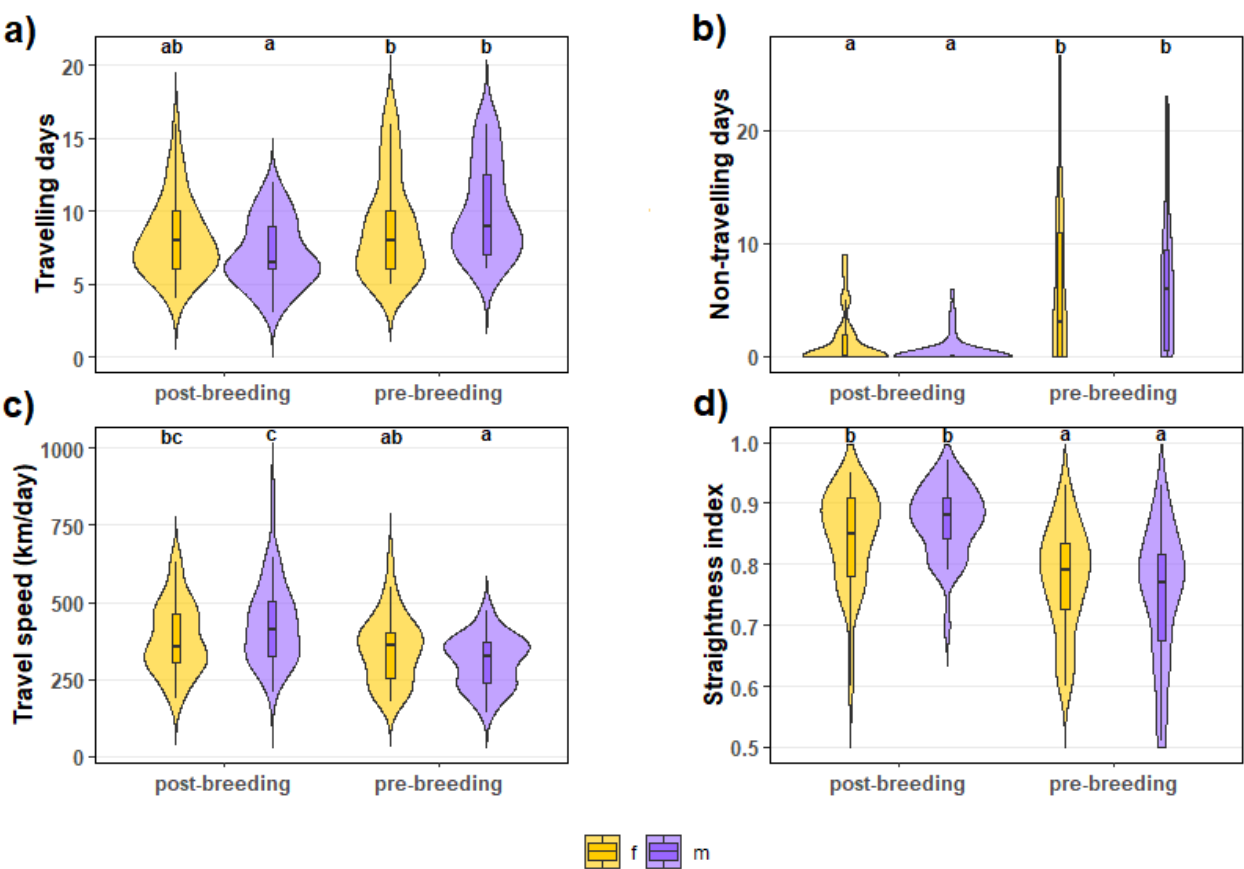 a)
ab a b b
Travelling days
20
15
10
5
0
post-breeding pre-breeding
b)
a a b b
Non-travelling days
20
10
0
post-breeding pre-breeding
c)
bc c ab a
Travel speed (km/day)
1000
750
500
250
0
post-breeding pre-breeding
d)
b b a a
Straightness index
1.0
0.9
0.8
0.7
0.6
0.5
post-breeding pre-breeding
f m